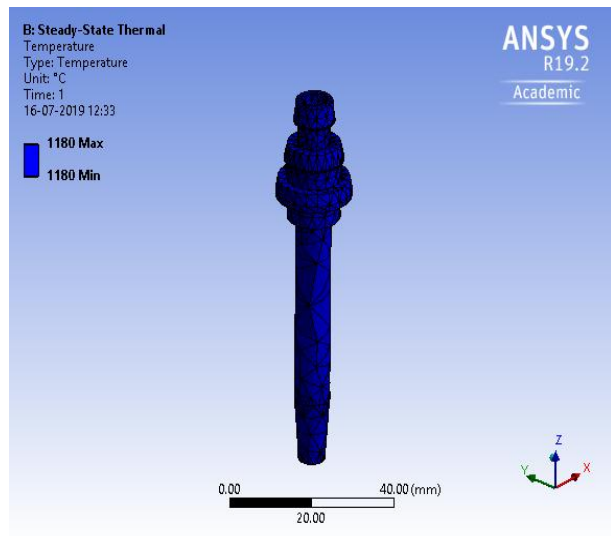 B: Steady-State Thermal
Temperature
Type: Temperature
Unit: °C
Time: 1
16-07-2019 12:33
1180 Max
1180 Min
ANSYS
R19.2
Academic
Z
Y
X
0.00
40.00 (mm)
20.00